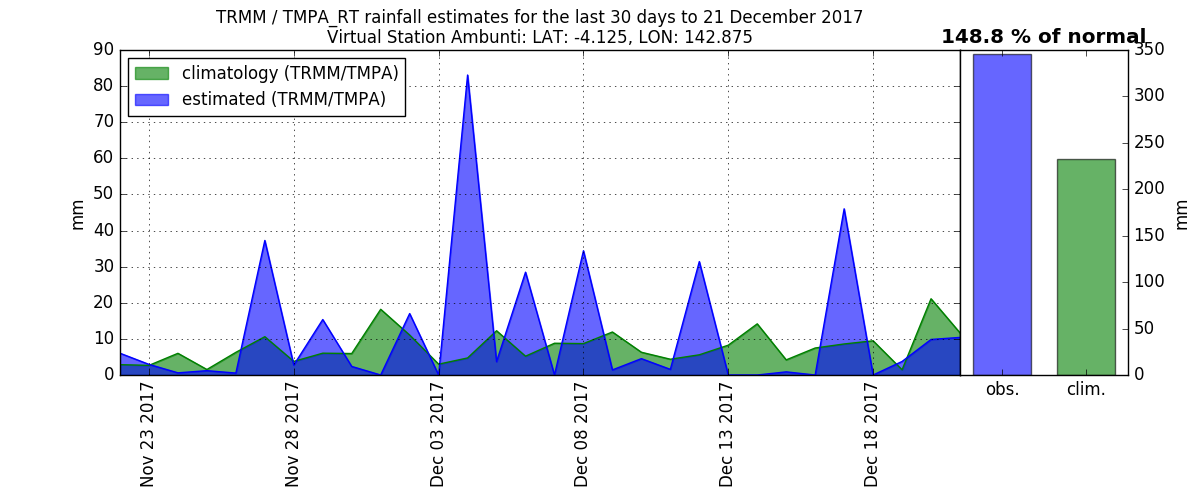 TRMM / TMPA_RT rainfall estimates for the last 30 days to 21 December 2017
Virtual Station Ambunti: LAT: -4.125, LON: 142.875
148.8 % of normal
climatology (TRMM/TMPA)
estimated (TRMM/TMPA)
90
80
70
60
50
40
30
20
10
0
mm
Nov 23 2017
Nov 28 2017
Dec 03 2017
Dec 08 2017
Dec 13 2017
Dec 18 2017
350
300
250
200
150
100
50
0
mm
obs.
clim.